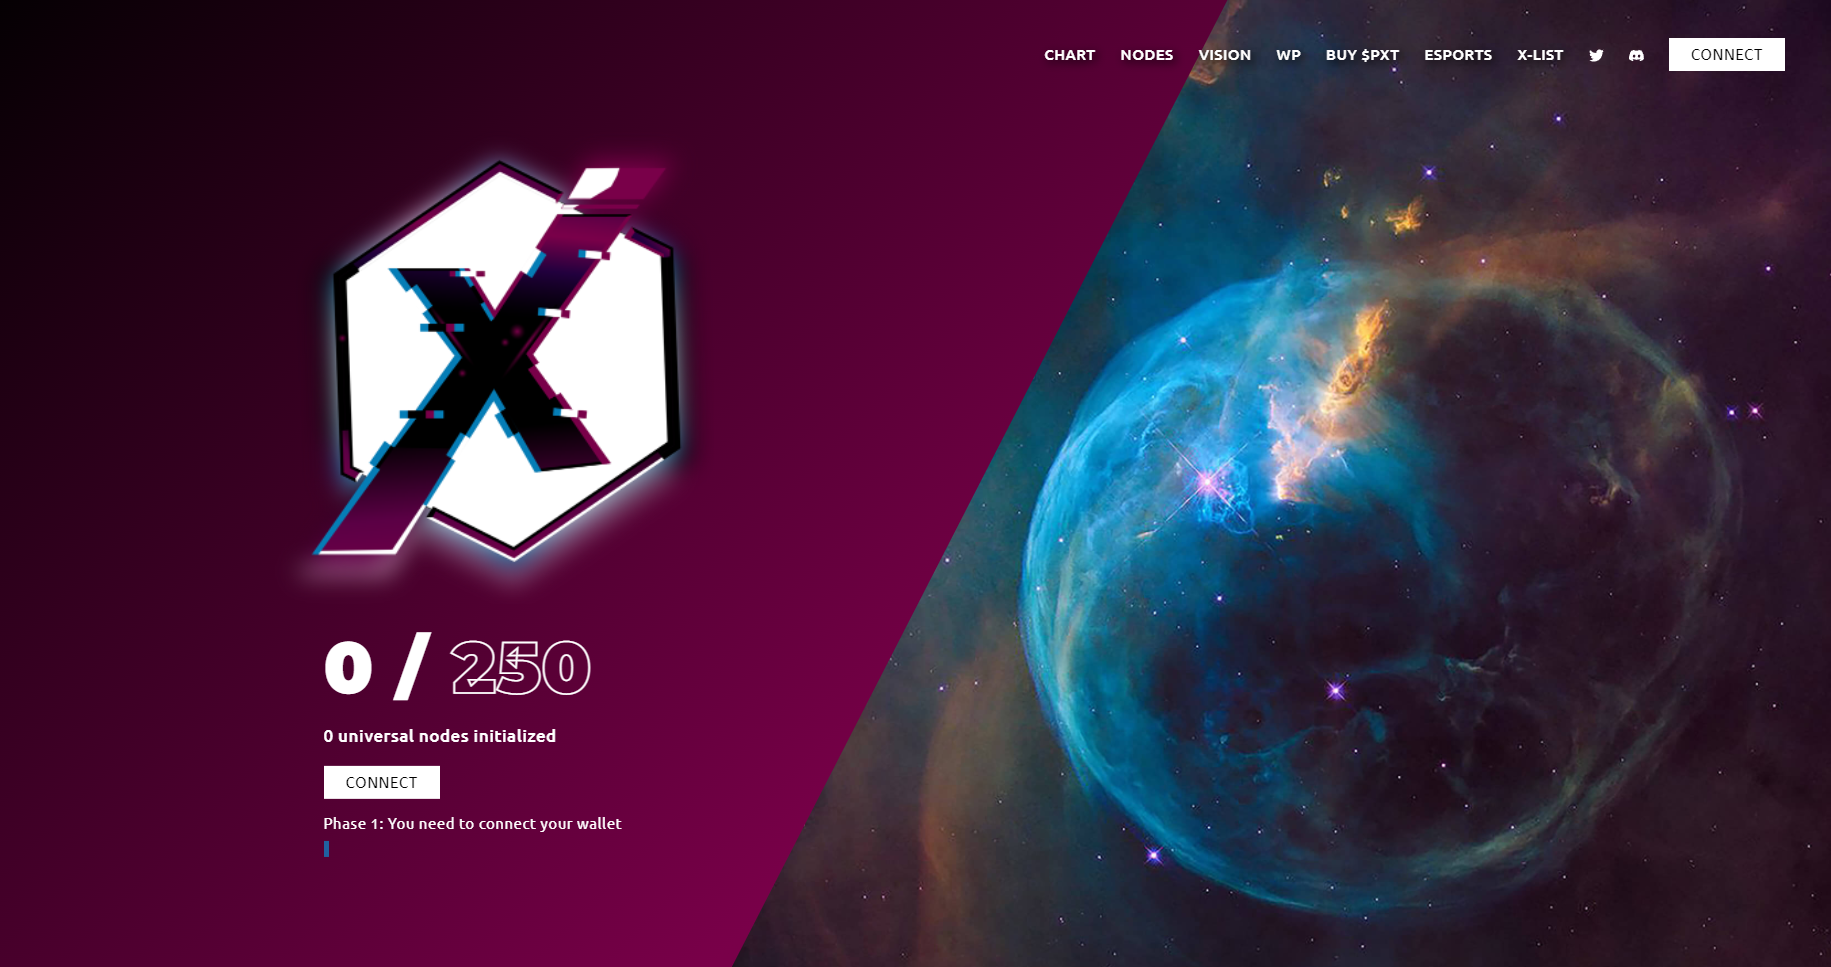 CHART NODES VISION WP BUY $PXT ESPORTS X-LIST CONNECT
X
0 / 250
0 universal nodes initialized
CONNECT
Phase 1: You need to connect your wallet